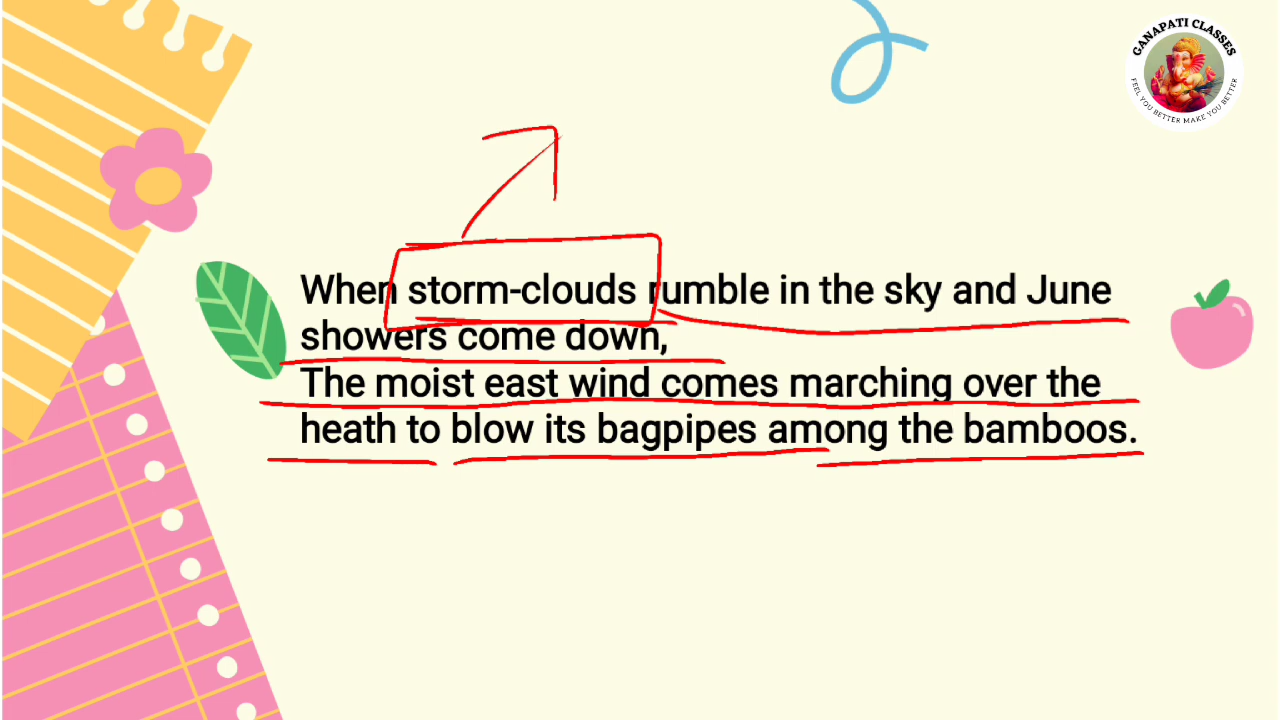 GANAPATI CLASSES
FEEL YOU BETTER MAKE YOU BETTER
When storm-clouds rumble in the sky and June
showers come down,
The moist east wind comes marching over the
heath to blow its bagpipes among the bamboos.